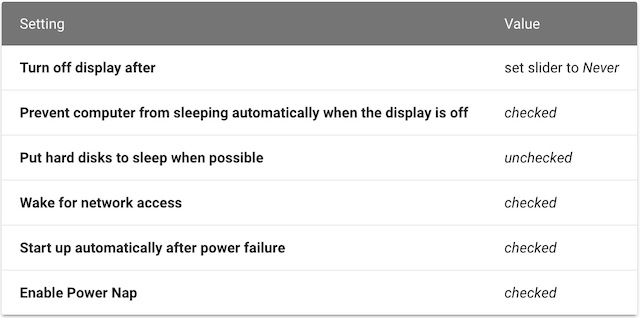 Setting Value
Turn off display after set slider to Never
Prevent computer from sleeping automatically when the display is off checked
Put hard disks to sleep when possible unchecked
Wake for network access checked
Start up automatically after power failure checked
Enable Power Nap checked